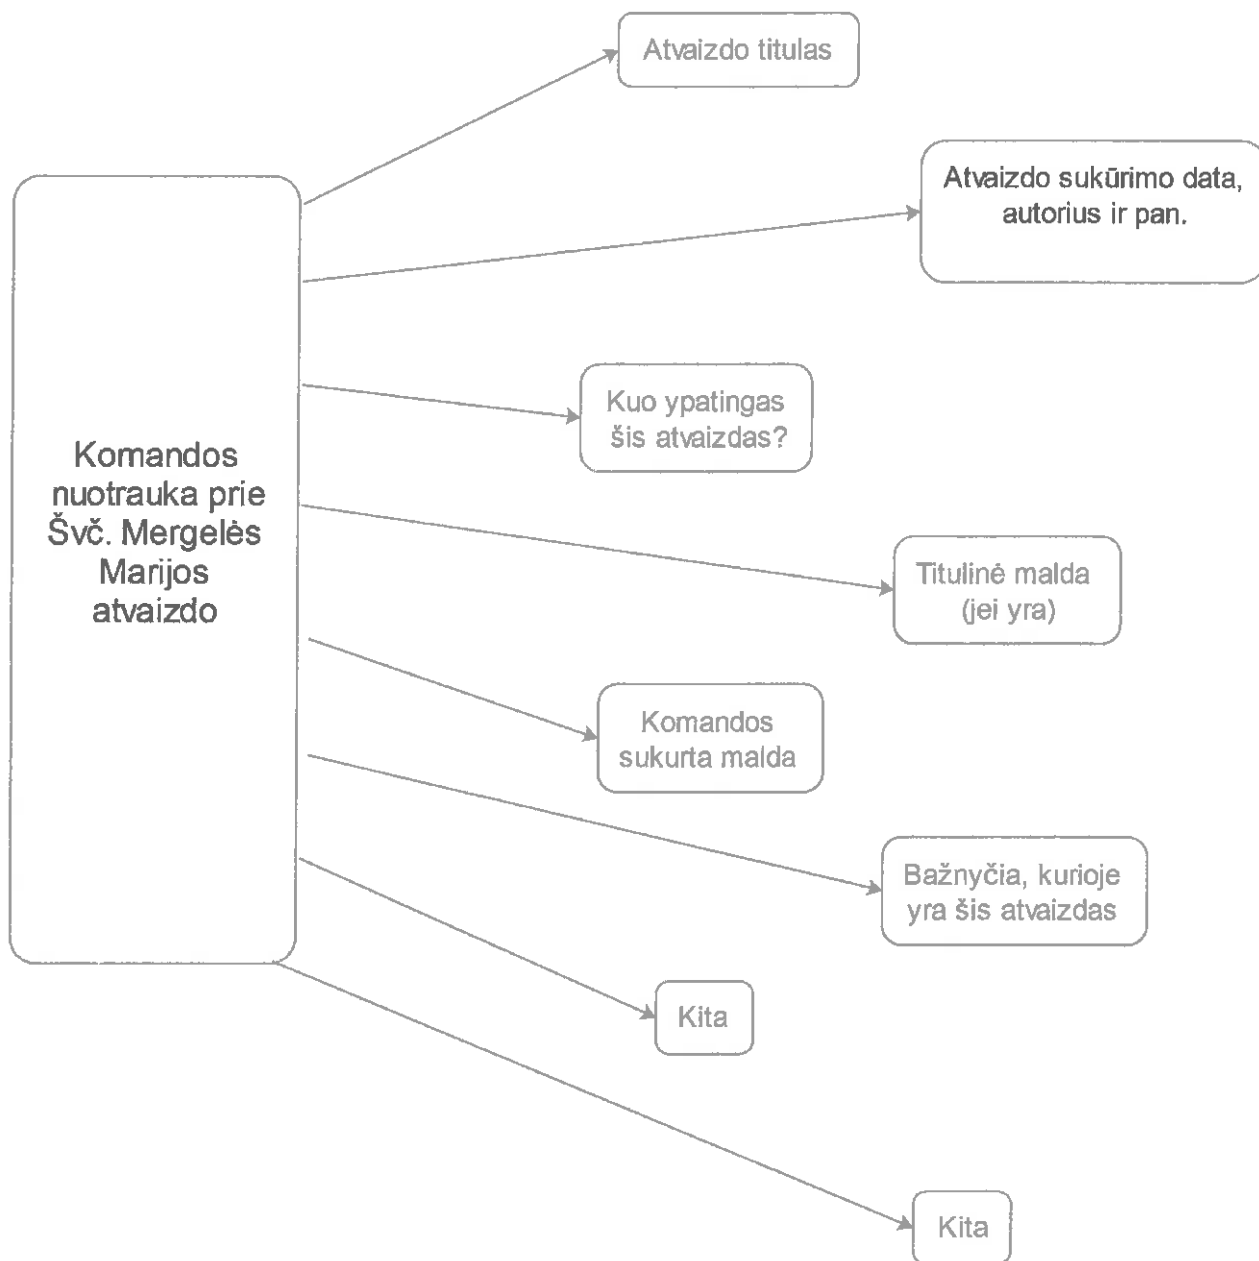 Atvaizdo titulas
Atvaizdo sukūrimo data,
autorius ir pan.
Kuo ypatingas
šis atvaizdas?
Komandos
nuotrauka prie
Švč. Mergelės
Marijos
atvaizdo
Titulinė malda
(jei yra)
Komandos
sukurta malda
Bažnyčia, kurioje
yra šis atvaizdas
Kita
Kita